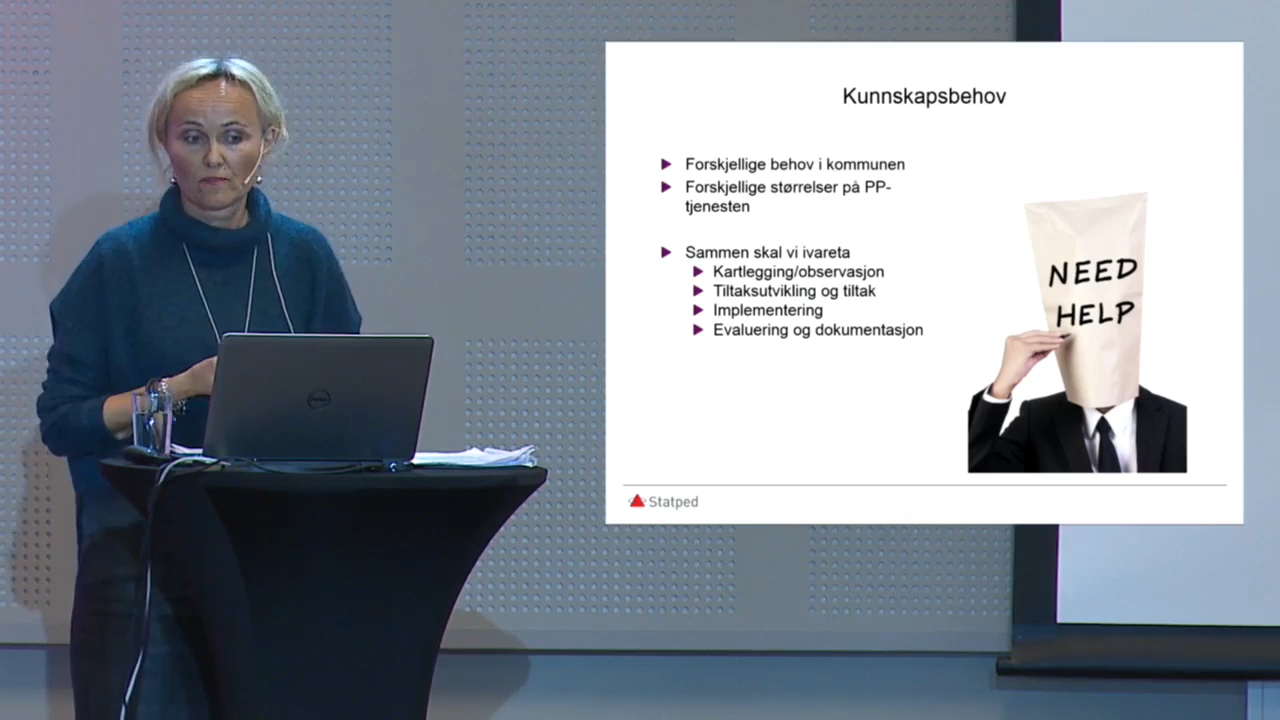 Kunnskapsbehov
Forskjellige behov i kommunen
Forskjellige størrelser på PP-
tjenesten
Sammen skal vi ivareta
Kartlegging/observasjon
Tiltaksutvikling og tiltak
Implementering
Evaluering og dokumentasjon
NEED
HELP
Statped
DELL